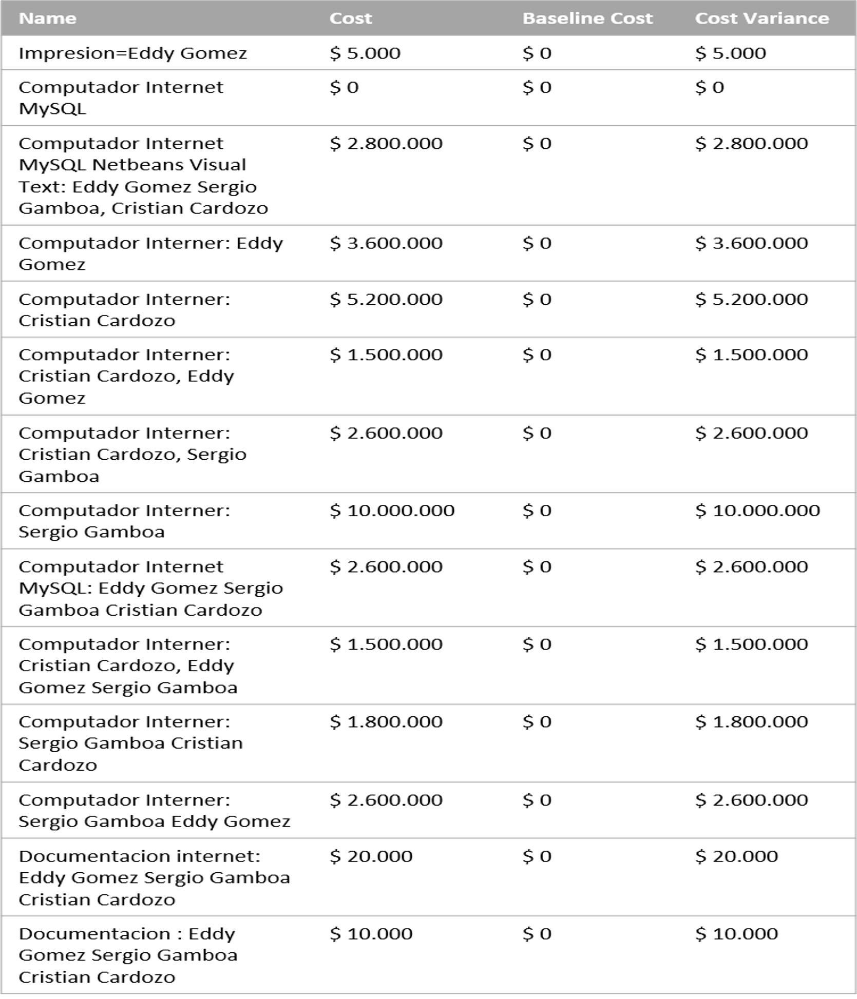 Name Cost Baseline Cost Cost Variance
Impresion=Eddy Gomez $ 5.000 $ 0 $ 5.000
Computador Internet $ 0 $ 0 $ 0
MySQL
Computador Internet $ 2.800.000 $ 0 $ 2.800.000
MySQL Netbeans Visual
Text: Eddy Gomez Sergio
Gamboa, Cristian Cardozo
Computador Interner: Eddy $ 3.600.000 $ 0 $ 3.600.000
Gomez
Computador Interner: $ 5.200.000 $ 0 $ 5.200.000
Cristian Cardozo
Computador Interner: $ 1.500.000 $ 0 $ 1.500.000
Cristian Cardozo, Eddy
Gomez
Computador Interner: $ 2.600.000 $ 0 $ 2.600.000
Cristian Cardozo, Sergio
Gamboa
Computador Interner: $ 10.000.000 $ 0 $ 10.000.000
Sergio Gamboa
Computador Internet $ 2.600.000 $ 0 $ 2.600.000
MySQL: Eddy Gomez Sergio
Gamboa Cristian Cardozo
Computador Interner: $ 1.500.000 $ 0 $ 1.500.000
Cristian Cardozo, Eddy
Gomez Sergio Gamboa
Computador Interner: $ 1.800.000 $ 0 $ 1.800.000
Sergio Gamboa Cristian
Cardozo
Computador Interner: $ 2.600.000 $ 0 $ 2.600.000
Sergio Gamboa Eddy Gomez
Documentacion internet: $ 20.000 $ 0 $ 20.000
Eddy Gomez Sergio Gamboa
Cristian Cardozo
Documentacion : Eddy $ 10.000 $ 0 $ 10.000
Gomez Sergio Gamboa
Cristian Cardozo